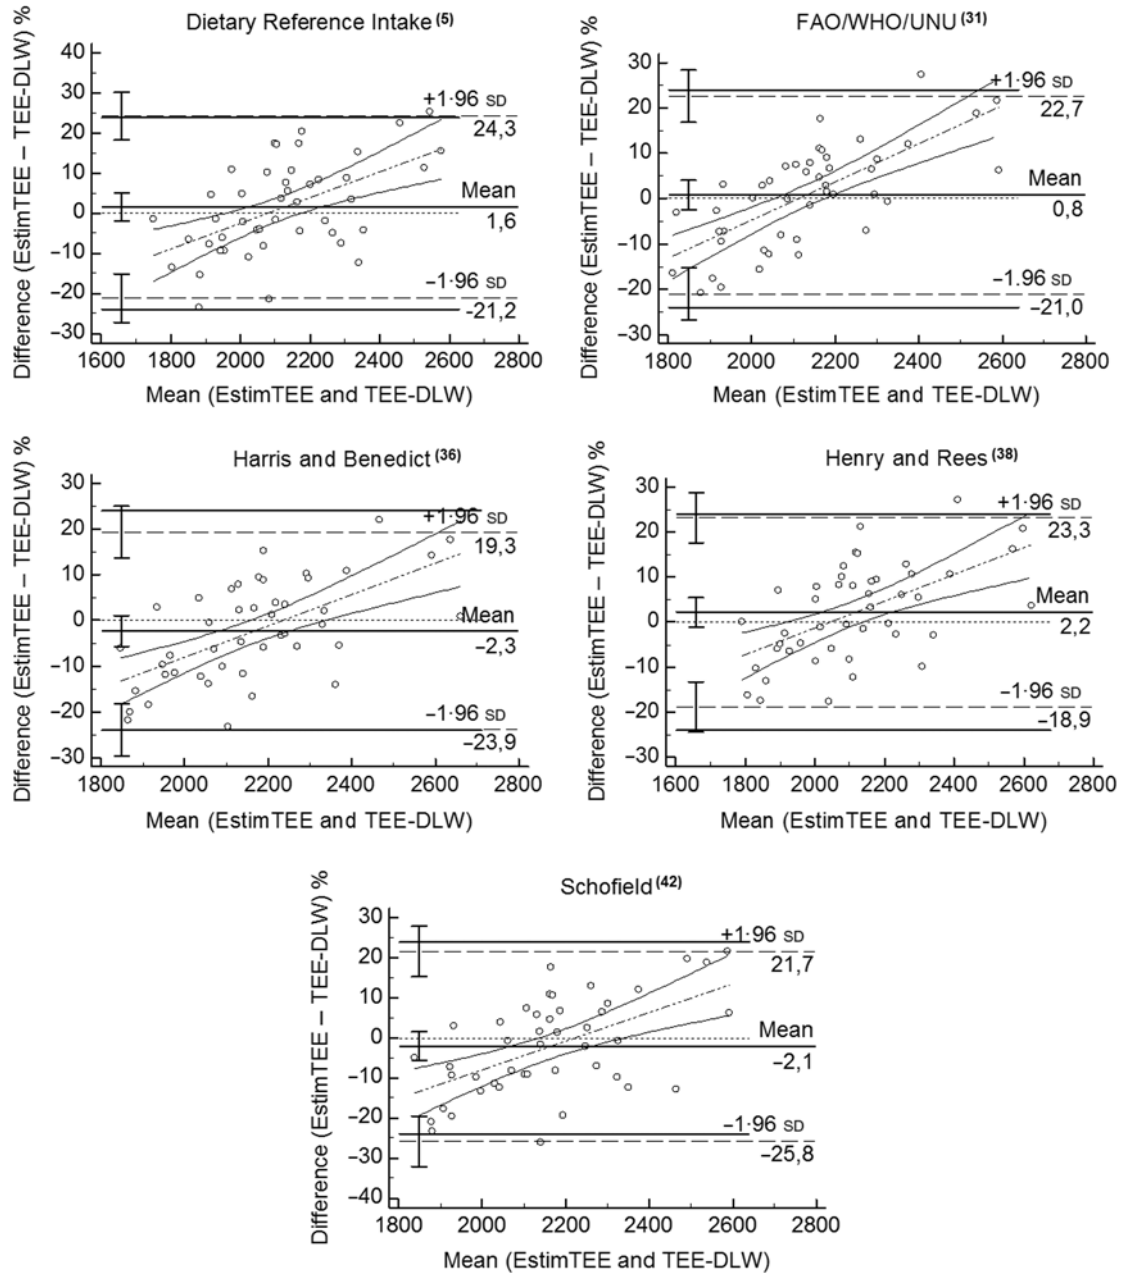 Dietary Reference Intake (5)
Difference (EstimTEE – TEE-DLW) %
40
30
20
10
0
–10
–20
–30
+1·96 SD
24,3
Mean
1,6
–1·96 SD
–21,2
1600 1800 2000 2200 2400 2600 2800
Mean (EstimTEE and TEE-DLW)
FAO/WHO/UNU (31)
Difference (EstimTEE – TEE-DLW) %
30
20
10
0
–10
–20
–30
+1·96 SD
22,7
Mean
0,8
–1.96 SD
–21,0
1800 2000 2200 2400 2600 2800
Mean (EstimTEE and TEE-DLW)
Harris and Benedict (36)
Difference (EstimTEE – TEE-DLW) %
30
20
10
0
–10
–20
–30
+1·96 SD
19,3
Mean
–2,3
–1·96 SD
–23,9
1800 2000 2200 2400 2600 2800
Mean (EstimTEE and TEE-DLW)
Henry and Rees (38)
Difference (EstimTEE – TEE-DLW) %
30
20
10
0
–10
–20
–30
+1·96 SD
23,3
Mean
2,2
–1·96 SD
–18,9
1600 1800 2000 2200 2400 2600 2800
Mean (EstimTEE and TEE-DLW)
Schofield (42)
Difference (EstimTEE – TEE-DLW) %
30
20
10
0
–10
–20
–30
–40
+1·96 SD
21,7
Mean
–2,1
–1·96 SD
–25,8
1800 2000 2200 2400 2600 2800
Mean (EstimTEE and TEE-DLW)